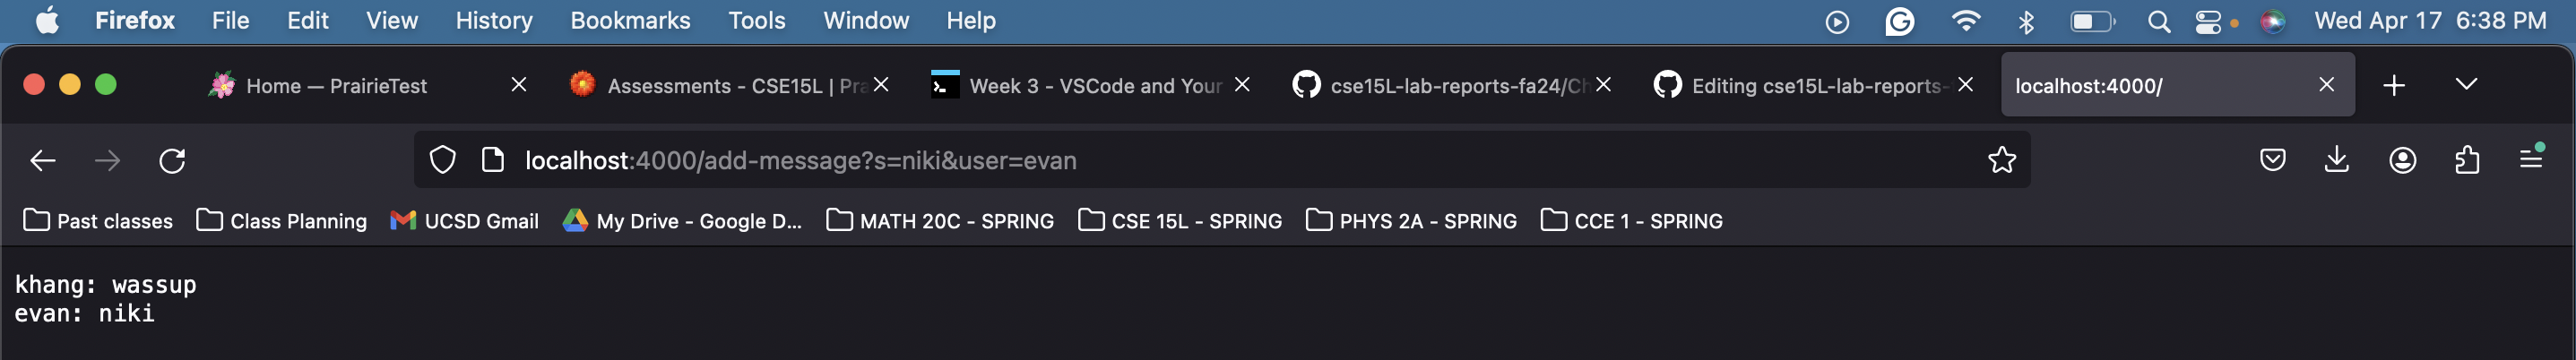 Firefox File Edit View History Bookmarks Tools Window Help Wed Apr 17 6:38 PM
Home — PrairieTest Assessments - CSE15L | Pra Week 3 - VSCode and Your cse15L-lab-reports-fa24/Ch Editing cse15L-lab-reports- localhost:4000/
localhost:4000/add-message?s=niki&user=evan
Past classes Class Planning UCSD Gmail My Drive - Google D... MATH 20C - SPRING CSE 15L - SPRING PHYS 2A - SPRING CCE 1 - SPRING
khang: wassup
evan: niki